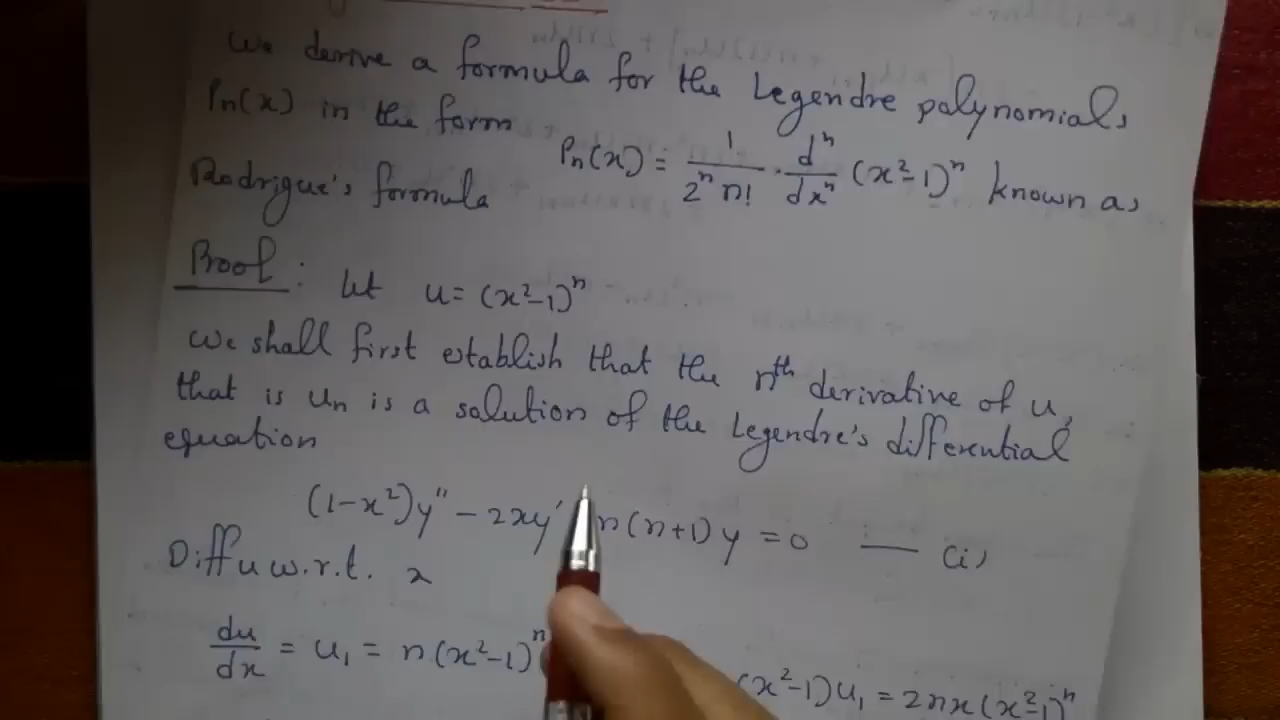 We derive a formula for the Legendre polynomials
Pn(x) in the form
Pn(x) = 1/(2^n n!) · d^n/dx^n (x²-1)^n known as
Rodrigue's formula
Proof : let u = (x²-1)^n
We shall first establish that the nth derivative of u,
that is un is a solution of the Legendre's differential
equation
(1-x²)y'' - 2xy' n(n+1)y = 0 — (i)
Diff u w.r.t. x
du/dx = u₁ = n(x²-1)^n
(x²-1)u₁ = 2nx(x²-1)^n